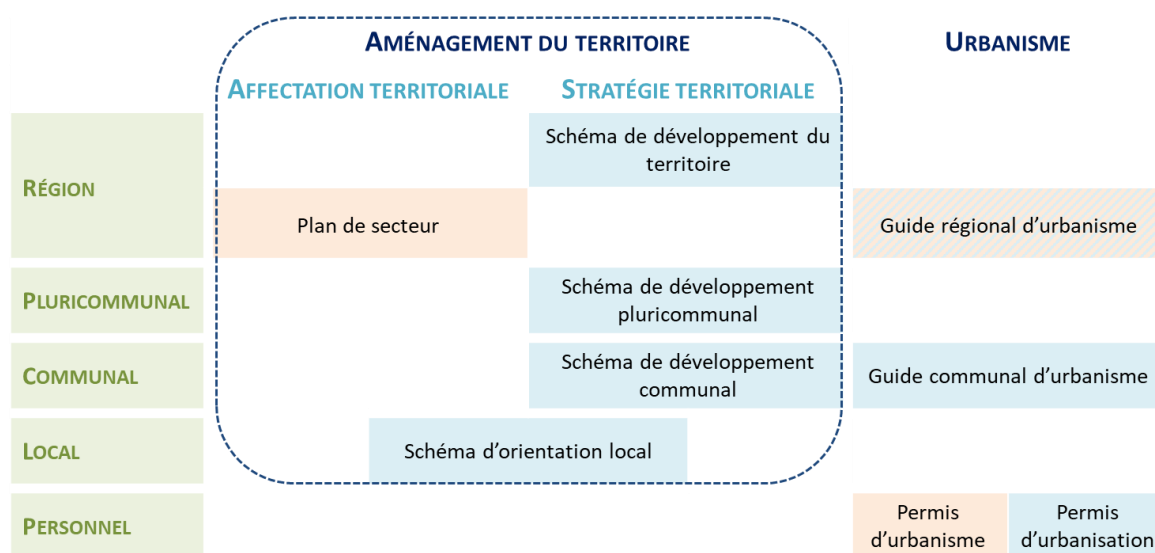 AMÉNAGEMENT DU TERRITOIRE
URBANISME
AFFECTATION TERRITORIALE
STRATÉGIE TERRITORIALE
RÉGION
Schéma de développement du
territoire
Plan de secteur
Guide régional d’urbanisme
PLURICOMMUNAL
Schéma de développement
pluricommunal
COMMUNAL
Schéma de développement
communal
Guide communal d’urbanisme
LOCAL
Schéma d’orientation local
PERSONNEL
Permis
d’urbanisme
Permis
d’urbanisation